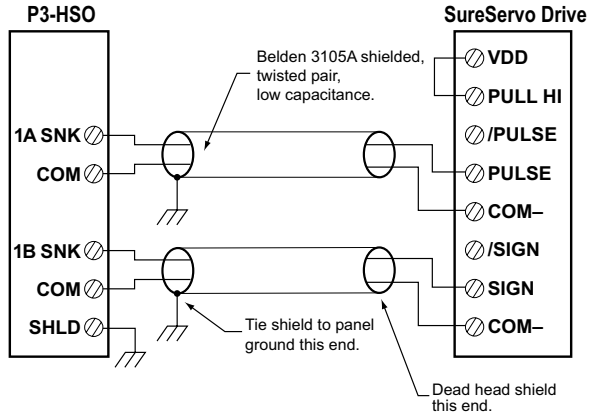 P3-HSO
SureServo Drive
Belden 3105A shielded,
twisted pair,
low capacitance.
1A SNK
COM
1B SNK
COM
SHLD
VDD
PULL HI
/PULSE
PULSE
COM–
/SIGN
SIGN
COM–
Tie shield to panel
ground this end.
Dead head shield
this end.